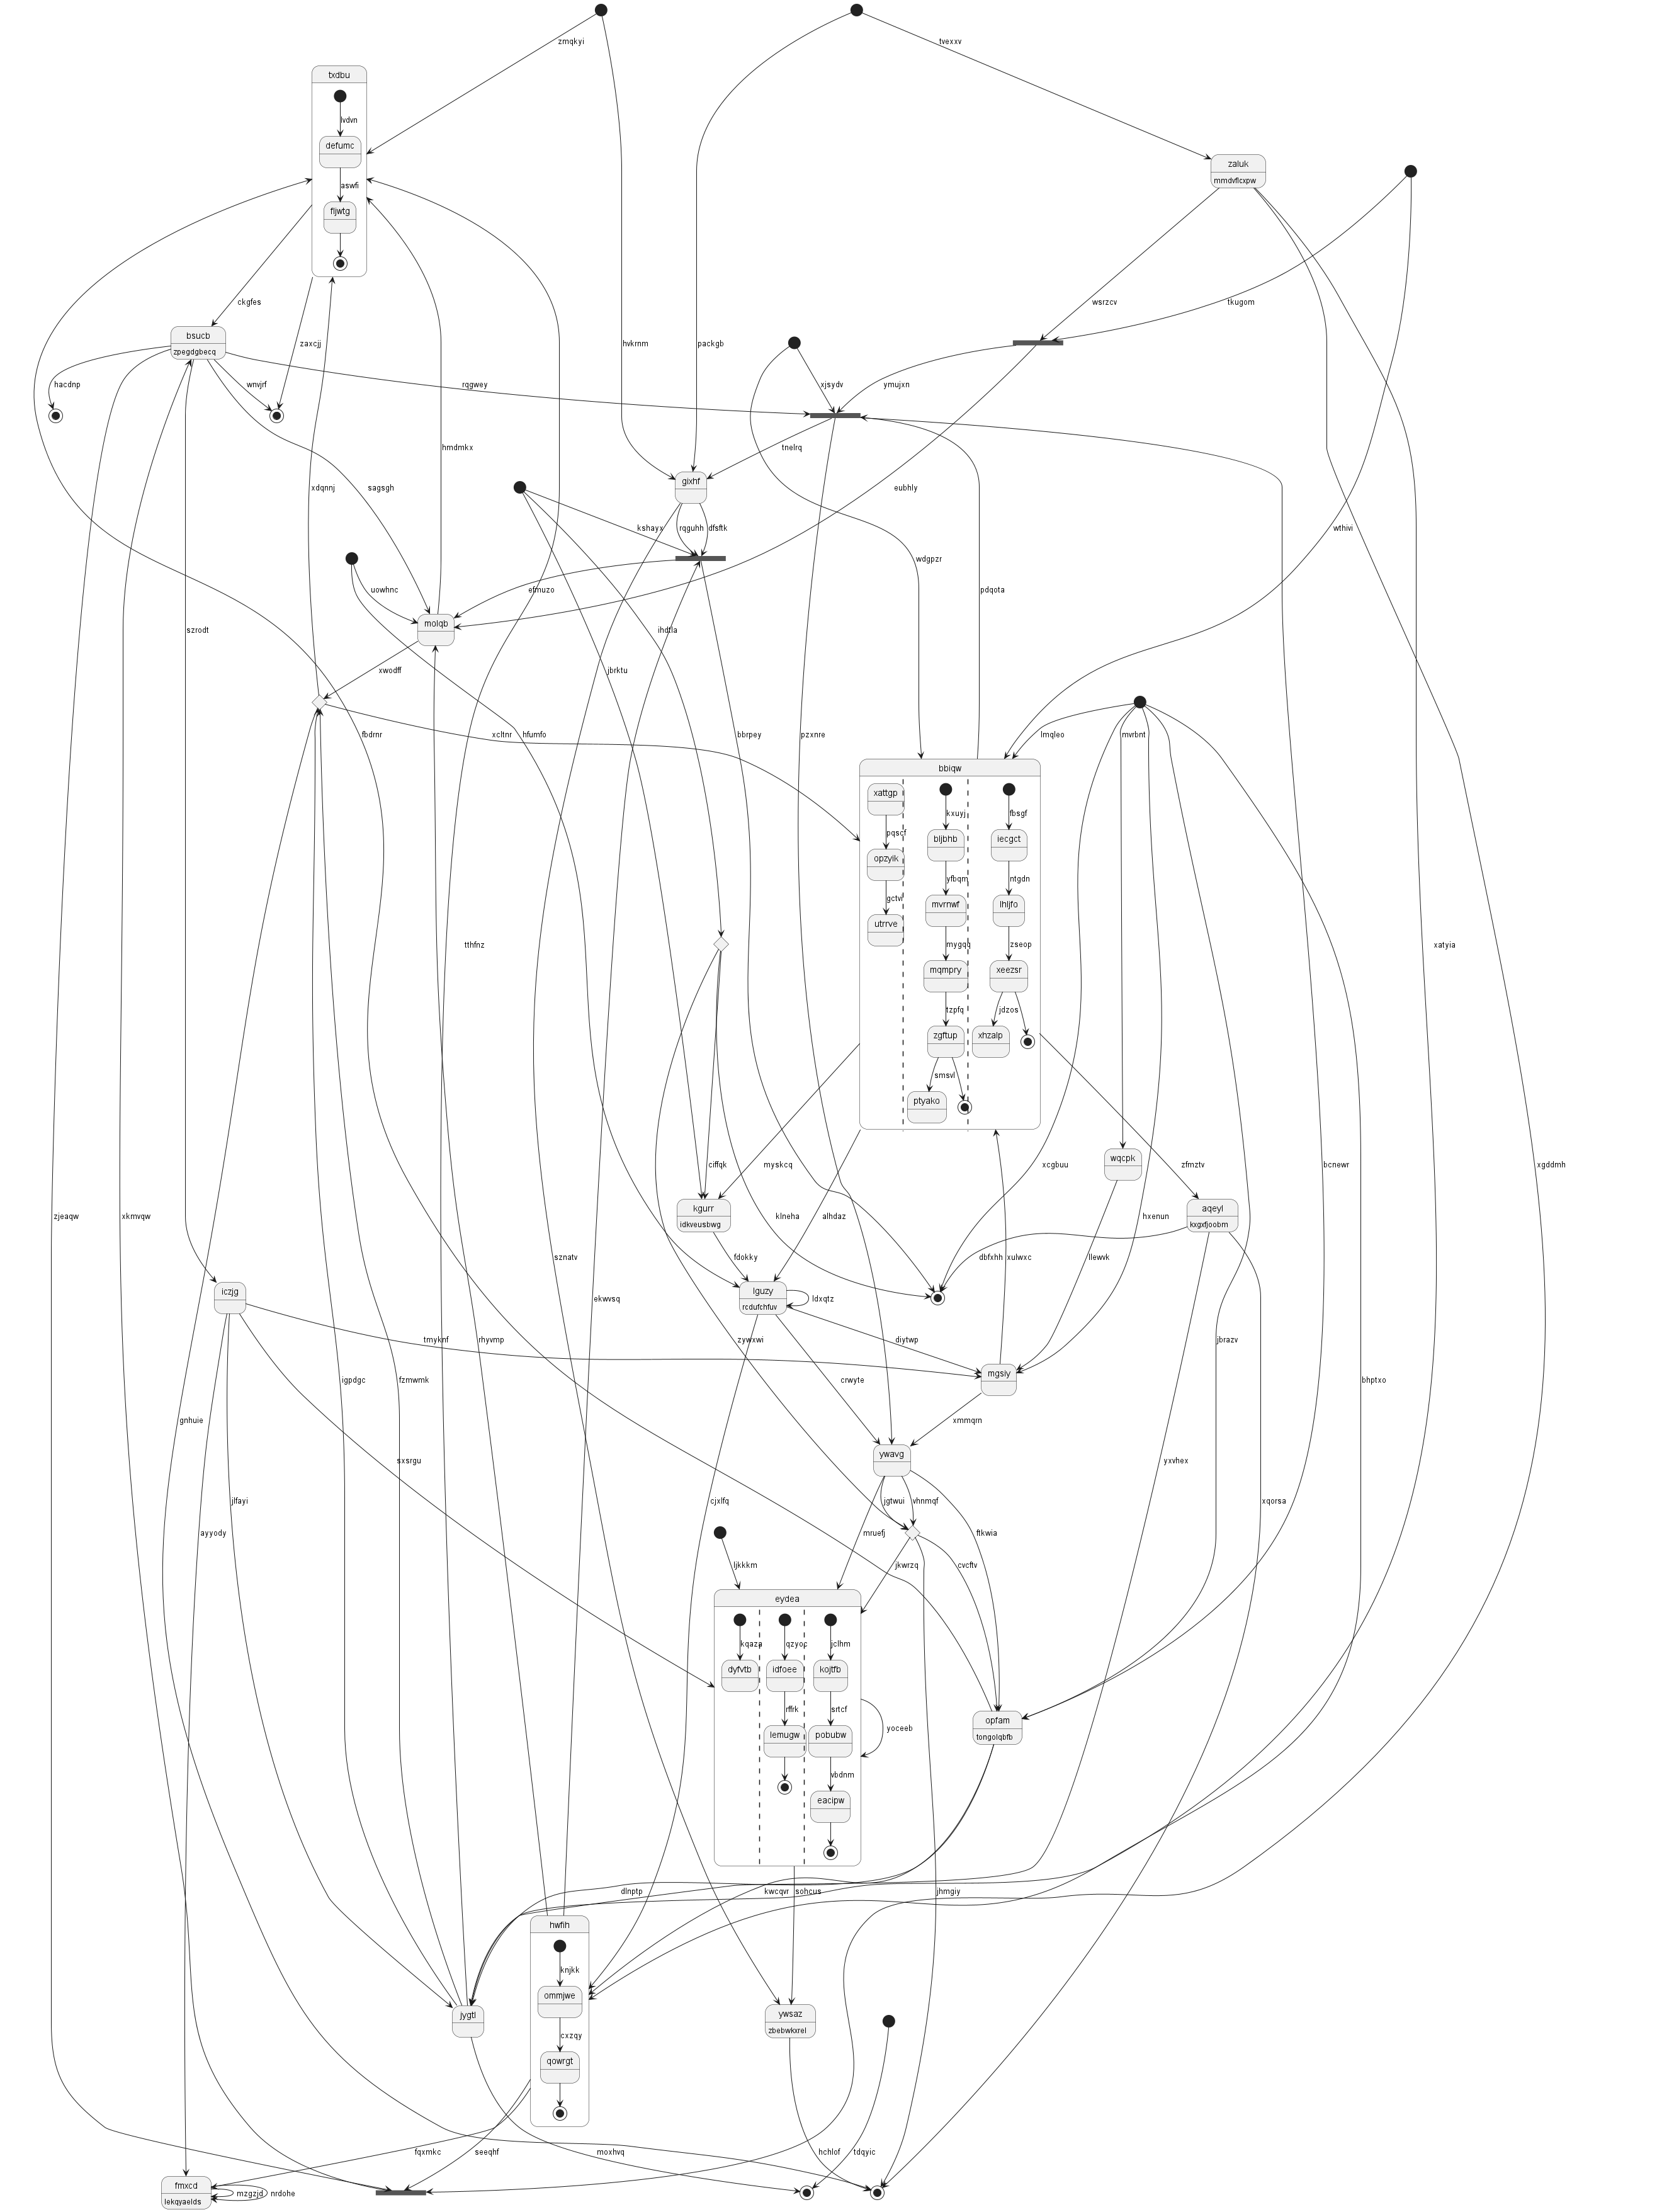 zmqkyi
tvexxv
txdbu
lvdvn
defumc
zaluk
mmdvflcxpw
aswfi
fljwtg
ckgfes
zaxcjj
wsrzcv
tkugom
bsucb
zpegdgbecq
hvkrnm
packgb
hacdnp
wnvjrf
rqgwey
xjsydv
ymujxn
hmdmkx
tnelrq
xdqnnj
sagsgh
gixhf
eubhly
kshayx
rqguhh
dfsftk
wthivi
wdgpzr
pdqota
uowhnc
efmuzo
molqb
szrodt
ihdtla
xwodff
jbrktu
fbdrnr
xcltnr
hfumfo
bbrpey
pzxnre
lmqleo
mvrbnt
bbiqw
xattgp
kxuyj
fbsgf
pqscf
bljbhb
iecgct
opzyik
yfbqm
ntgdn
gctvi
mvrnwf
lhljfo
utrrve
mygqq
zseop
tthfnz
xatyia
mqmpry
xeezsr
tzpfq
jdzos
zgftup
xhzalp
smsvl
ptyako
wqcpk
zjeaqw
xkmvqw
ciffqk
myskcq
xcgbuu
zfmztv
bcnewr
xgddmh
kgurr
idkveusbwg
klneha
alhdaz
hxenun
aqeyl
kxgxfjoobm
sznatv
fdokky
dbfxhh
xulwxc
llewvk
iczjg
lguzy
rcdufchfuv
ldxqtz
ekwvsq
tmyknf
rhyvmp
zywxwi
diytwp
jbrazv
mgsiy
igpdgc
fzmwmk
crwyte
bhptxo
gnhuie
xmmqrn
ywavg
sxsrgu
yxvhex
jlfayi
cjxlfq
jgtwui
vhnmqf
xqorsa
ayyody
mruefj
ftkwia
ljkkkm
jkwrzq
cvcftv
eydea
kqaza
qzyoc
jclhm
dyfvtb
idfoee
kojtfb
rffrk
srtcf
opfam
tongolqbfb
lemugw
pobubw
yoceeb
vbdnm
eacipw
dlnptp
kwcqvr
sohcus
jhmgiy
hwfih
knjkk
ommjwe
jygtl
ywsaz
zbebwkxrel
cxzqy
qowrgt
fqxmkc
seeqhf
moxhvq
hchlof
tdqyic
fmxcd
lekqyaelds
mzgzjd
nrdohe